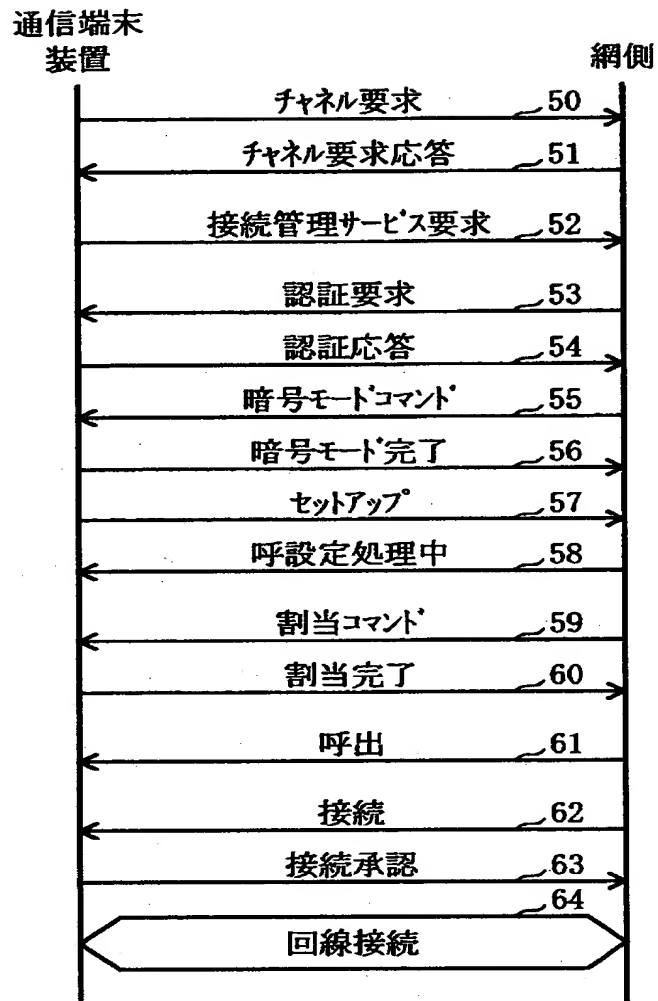 通信端末
装置
網側
チャネル要求 50
チャネル要求応答 51
接続管理サービス要求 52
認証要求 53
認証応答 54
暗号モードコマンド 55
暗号モード完了 56
セットアップ 57
呼設定処理中 58
割当コマンド 59
割当完了 60
呼出 61
接続 62
接続承認 63
64
回線接続